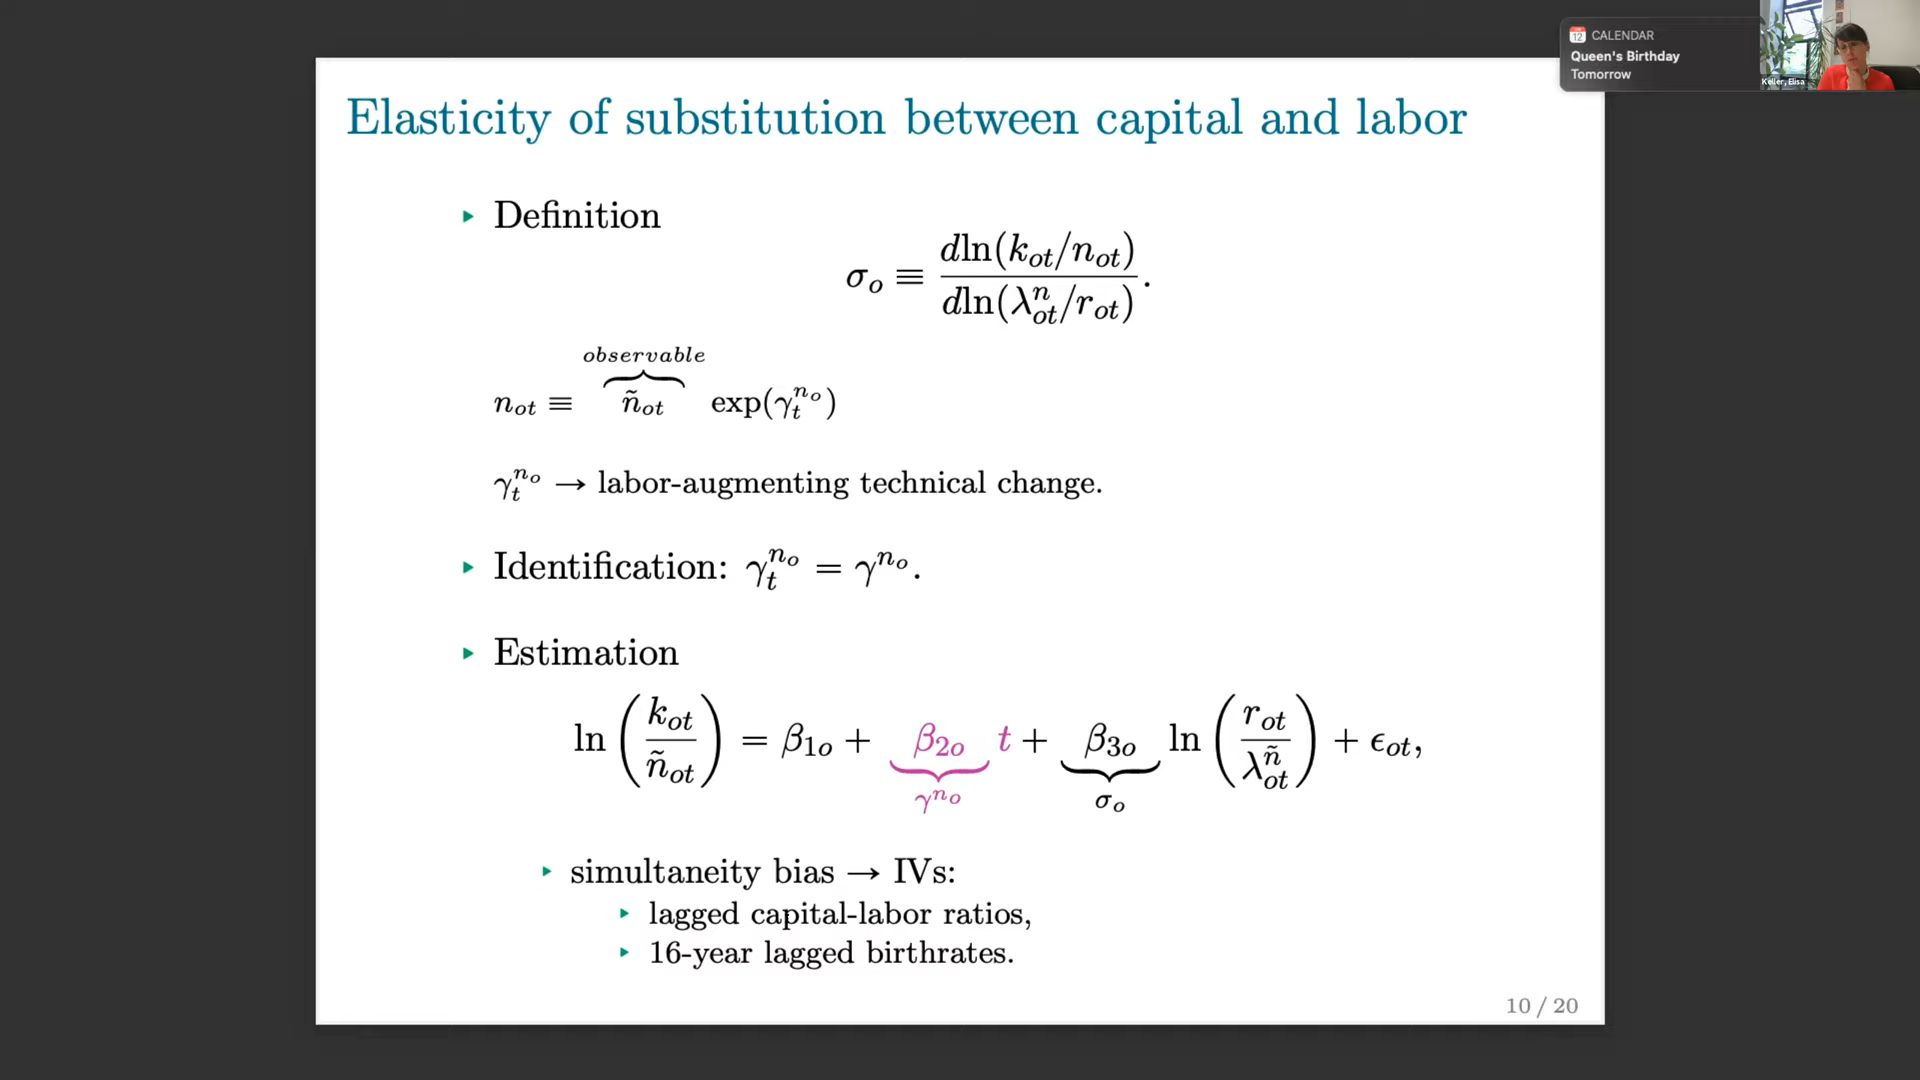 CALENDAR
Queen's Birthday
Tomorrow
12
Keller, Elisa
Elasticity of substitution between capital and labor
▸ Definition
σ_o ≡ dln(k_ot/n_ot) / dln(λ^n_ot/r_ot).
observable
n_ot ≡ ñ_ot exp(γ_t^{n_o})
γ_t^{n_o} → labor-augmenting technical change.
▸ Identification: γ_t^{n_o} = γ^{n_o}.
▸ Estimation
ln (k_ot / ñ_ot) = β_1o + β_2o t + β_3o ln (r_ot / λ^ñ_ot) + ϵ_ot,
γ^{n_o} σ_o
▸ simultaneity bias → IVs:
▸ lagged capital-labor ratios,
▸ 16-year lagged birthrates.
10 / 20